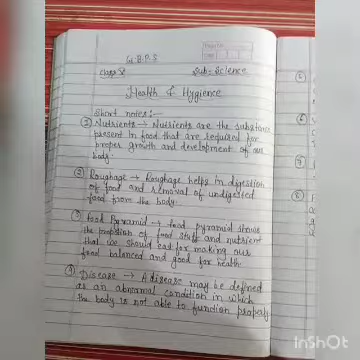 G.B.P.S
Class 5th Sub:- Science
Health & Hygiene
Short notes:-
① Nutrients → Nutrients are the substance
present in food that are required for
proper growth and development of our
body.
② Roughage → Roughage helps in digestion
of food and removal of undigested
food from the body.
③ Food Pyramid → Food pyramid shows
the proportion of food stuff and nutrient
that we should eat for making our
food balanced and good for health.
④ Disease → A disease may be defined
as an abnormal condition in which
the body is not able to function properly
InShOt